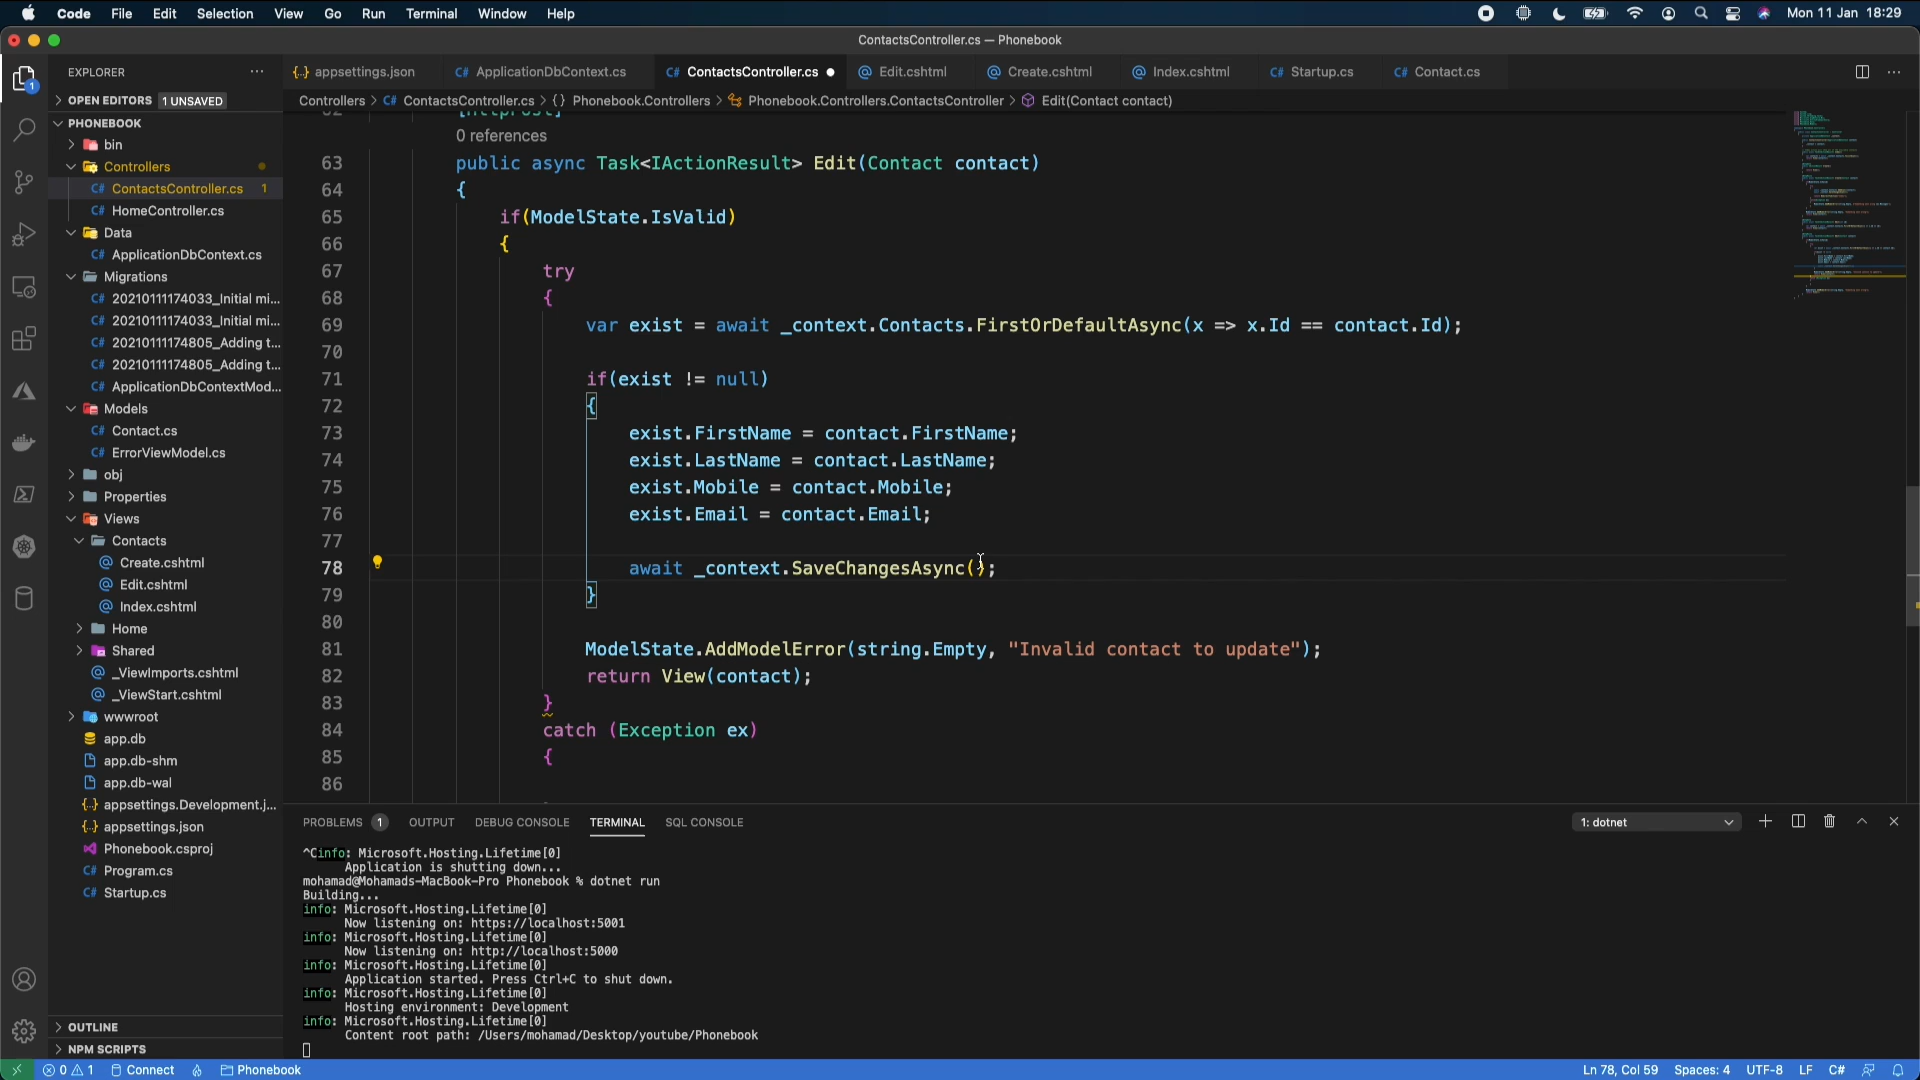 Code File Edit Selection View Go Run Terminal Window Help Mon 11 Jan 18:29
ContactsController.cs — Phonebook
EXPLORER
OPEN EDITORS 1 UNSAVED
PHONEBOOK
bin
Controllers
ContactsController.cs 1
HomeController.cs
Data
ApplicationDbContext.cs
Migrations
20210111174033_Initial mi...
20210111174033_Initial mi...
20210111174805_Adding t...
20210111174805_Adding t...
ApplicationDbContextMod...
Models
Contact.cs
ErrorViewModel.cs
obj
Properties
Views
Contacts
Create.cshtml
Edit.cshtml
Index.cshtml
Home
Shared
_ViewImports.cshtml
_ViewStart.cshtml
wwwroot
app.db
app.db-shm
app.db-wal
appsettings.Development.j...
appsettings.json
Phonebook.csproj
Program.cs
Startup.cs
OUTLINE
NPM SCRIPTS
appsettings.json ApplicationDbContext.cs ContactsController.cs Edit.cshtml Create.cshtml Index.cshtml Startup.cs Contact.cs
Controllers > ContactsController.cs > {} Phonebook.Controllers > Phonebook.Controllers.ContactsController > Edit(Contact contact)
62 [HttpPost]
0 references
63 public async Task<IActionResult> Edit(Contact contact)
64 {
65 if(ModelState.IsValid)
66 {
67 try
68 {
69 var exist = await _context.Contacts.FirstOrDefaultAsync(x => x.Id == contact.Id);
70
71 if(exist != null)
72 {
73 exist.FirstName = contact.FirstName;
74 exist.LastName = contact.LastName;
75 exist.Mobile = contact.Mobile;
76 exist.Email = contact.Email;
77
78 await _context.SaveChangesAsync();
79 }
80
81 ModelState.AddModelError(string.Empty, "Invalid contact to update");
82 return View(contact);
83 }
84 catch (Exception ex)
85 {
86
PROBLEMS 1 OUTPUT DEBUG CONSOLE TERMINAL SQL CONSOLE 1: dotnet
^Cinfo: Microsoft.Hosting.Lifetime[0]
Application is shutting down...
mohamad@Mohamads-MacBook-Pro Phonebook % dotnet run
Building...
info: Microsoft.Hosting.Lifetime[0]
Now listening on: https://localhost:5001
info: Microsoft.Hosting.Lifetime[0]
Now listening on: http://localhost:5000
info: Microsoft.Hosting.Lifetime[0]
Application started. Press Ctrl+C to shut down.
info: Microsoft.Hosting.Lifetime[0]
Hosting environment: Development
info: Microsoft.Hosting.Lifetime[0]
Content root path: /Users/mohamad/Desktop/youtube/Phonebook
0 1 Connect Phonebook Ln 78, Col 59 Spaces: 4 UTF-8 LF C#